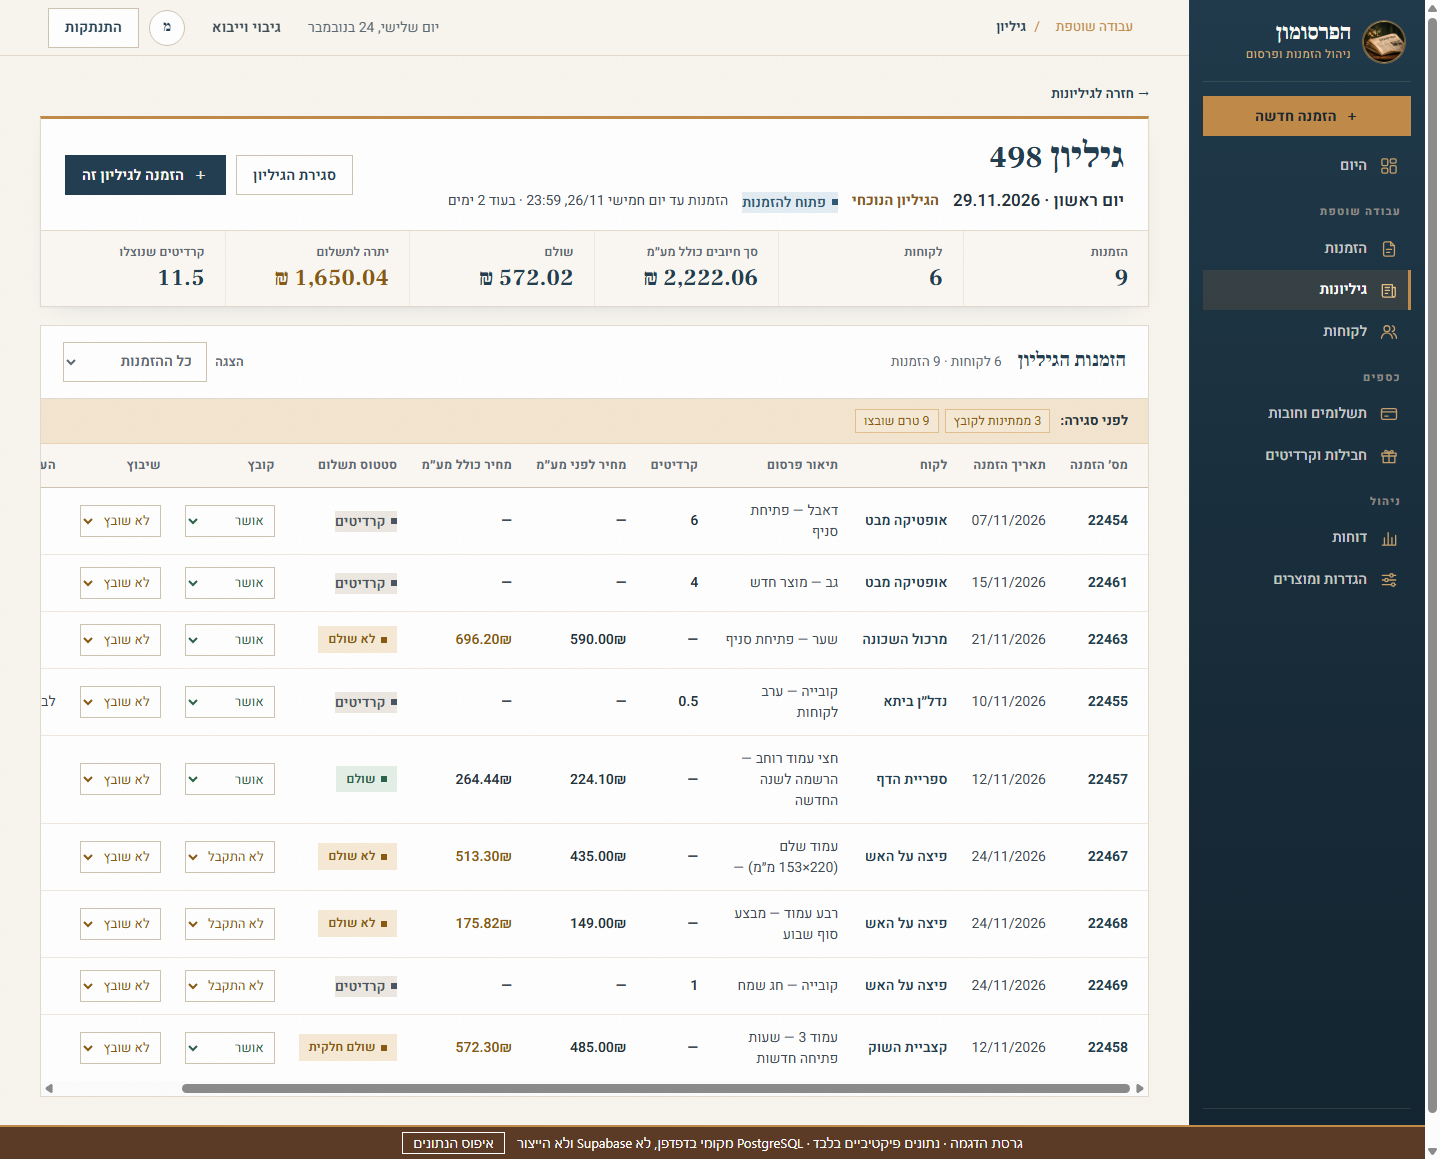 הפרסומון
ניהול הזמנות ופרסום
+ הזמנה חדשה
היום
עבודה שוטפת
הזמנות
גיליונות
לקוחות
כספים
תשלומים וחובות
חבילות וקרדיטים
ניהול
דוחות
הגדרות ומוצרים
עבודה שוטפת / גיליון
יום שלישי, 24 בנובמבר
גיבוי וייבוא
מ
התנתקות
→ חזרה לגיליונות
גיליון 498
יום ראשון · 29.11.2026 הגיליון הנוכחי פתוח להזמנות הזמנות עד יום חמישי 26/11, 23:59 · בעוד 2 ימים
סגירת הגיליון
+ הזמנה לגיליון זה
הזמנות לקוחות סך חיובים כולל מע״מ שולם יתרה לתשלום קרדיטים שנוצלו
9 6 2,222.06 ₪ 572.02 ₪ 1,650.04 ₪ 11.5
הזמנות הגיליון 6 לקוחות · 9 הזמנות הצגה כל ההזמנות
לפני סגירה: 3 ממתינות לקובץ 9 טרם שובצו
מס׳ הזמנה תאריך הזמנה לקוח תיאור פרסום קרדיטים מחיר לפני מע״מ מחיר כולל מע״מ סטטוס תשלום קובץ שיבוץ הע
22454 07/11/2026 אופטיקה מבט דאבל — פתיחת סניף 6 — — קרדיטים אושר לא שובץ
22461 15/11/2026 אופטיקה מבט גב — מוצר חדש 4 — — קרדיטים אושר לא שובץ
22463 21/11/2026 מרכול השכונה שער — פתיחת סניף — ₪590.00 ₪696.20 לא שולם אושר לא שובץ
22455 10/11/2026 נדל״ן ביתא קובייה — ערב לקוחות 0.5 — — קרדיטים אושר לא שובץ לב
22457 12/11/2026 ספריית הדף חצי עמוד רוחב — הרשמה לשנה החדשה — ₪224.10 ₪264.44 שולם אושר לא שובץ
22467 24/11/2026 פיצה על האש עמוד שלם (220×153 מ״מ) — — ₪435.00 ₪513.30 לא שולם לא התקבל לא שובץ
22468 24/11/2026 פיצה על האש רבע עמוד — מבצע סוף שבוע — ₪149.00 ₪175.82 לא שולם לא התקבל לא שובץ
22469 24/11/2026 פיצה על האש קובייה — חג שמח 1 — — קרדיטים לא התקבל לא שובץ
22458 12/11/2026 קצביית השוק עמוד 3 — שעות פתיחה חדשות — ₪485.00 ₪572.30 שולם חלקית אושר לא שובץ
גרסת הדגמה · נתונים פיקטיביים בלבד · PostgreSQL מקומי בדפדפן, לא Supabase ולא הייצור איפוס הנתונים